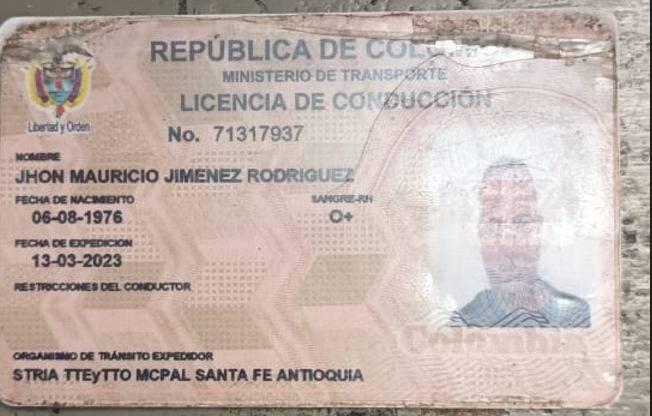 REPÚBLICA DE
MINISTERIO DE TRANSPORTE
LICENCIA DE CONDUCCIÓN
Libertad y Orden
No. 71317937
NOMBRE
JHON MAURICIO JIMENEZ RODRIGUEZ
FECHA DE NACIMIENTO
SANGRE-RH
06-08-1976
O+
FECHA DE EXPEDICION
13-03-2023
RESTRICCIONES DEL CONDUCTOR
Colombia
ORGANISMO DE TRÁNSITO EXPEDIDOR
STRIA TTEyTTO MCPAL SANTA FE ANTIOQUIA